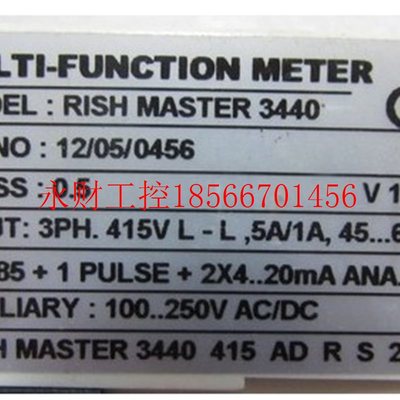 LTI-FUNCTION METER
DEL : RISH MASTER 3440
NO : 12/05/0456
SS : 0.5 V 1
永财工控18566701456
UT: 3PH. 415V L - L ,5A/1A, 45...6
85 + 1 PULSE + 2X4..20mA ANA
ILIARY : 100..250V AC/DC
H MASTER 3440 415 AD R S 2